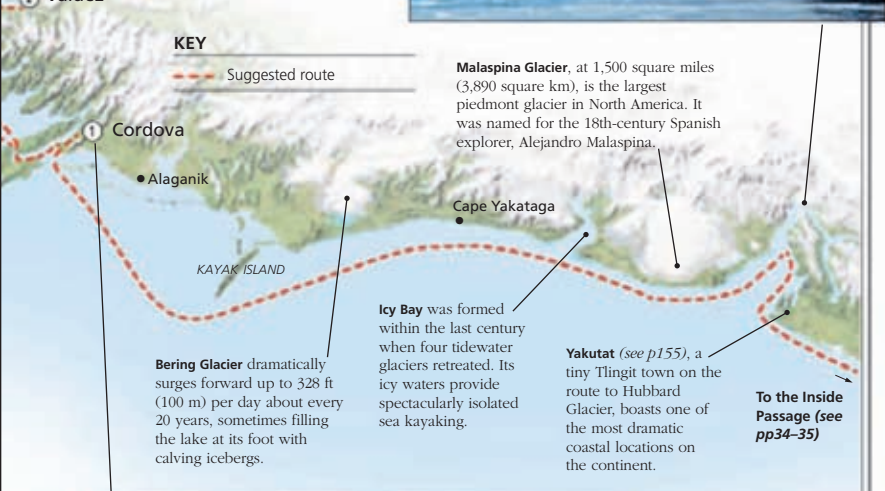 Valdez
KEY
Suggested route
Malaspina Glacier, at 1,500 square miles
(3,890 square km), is the largest
piedmont glacier in North America. It
was named for the 18th-century Spanish
explorer, Alejandro Malaspina.
1 Cordova
Alaganik
Cape Yakataga
KAYAK ISLAND
Bering Glacier dramatically
surges forward up to 328 ft
(100 m) per day about every
20 years, sometimes filling
the lake at its foot with
calving icebergs.
Icy Bay was formed
within the last century
when four tidewater
glaciers retreated. Its
icy waters provide
spectacularly isolated
sea kayaking.
Yakutat (see p155), a
tiny Tlingit town on the
route to Hubbard
Glacier, boasts one of
the most dramatic
coastal locations on
the continent.
To the Inside
Passage (see
pp34–35)